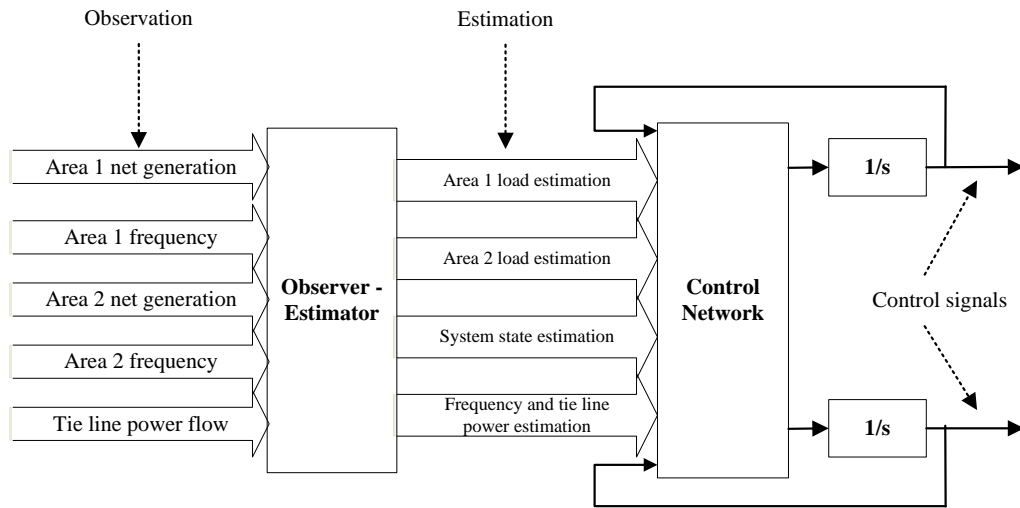 Observation
Estimation
Area 1 net generation
Area 1 frequency
Area 2 net generation
Area 2 frequency
Tie line power flow
Observer -
Estimator
Area 1 load estimation
Area 2 load estimation
System state estimation
Frequency and tie line
power estimation
Control
Network
1/s
1/s
Control signals